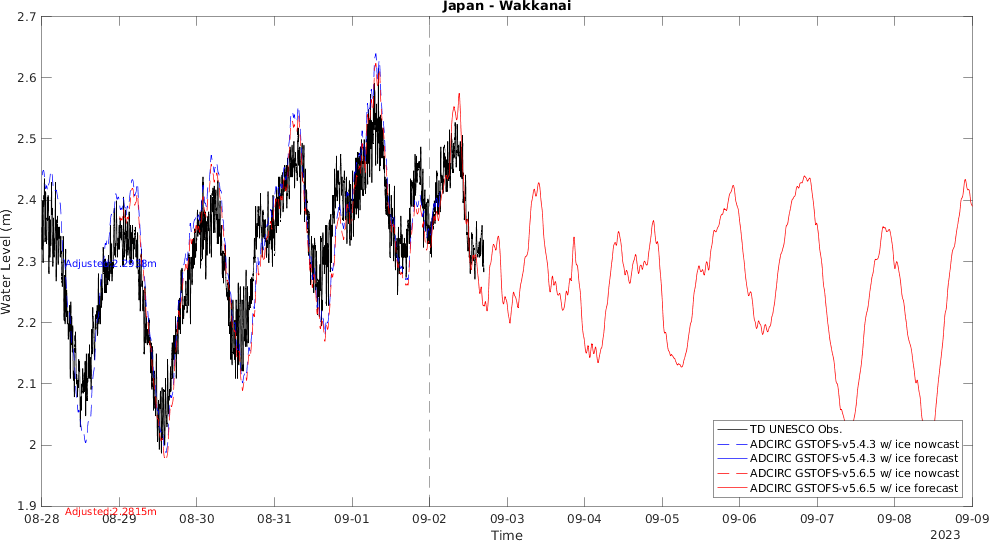 Japan - Wakkanai
2.7
2.6
2.5
2.4
2.3
2.2
2.1
2
1.9
Water Level (m)
Adjusted:2.2938m
Adjusted:2.2815m
TD UNESCO Obs.
ADCIRC GSTOFS-v5.4.3 w/ ice nowcast
ADCIRC GSTOFS-v5.4.3 w/ ice forecast
ADCIRC GSTOFS-v5.6.5 w/ ice nowcast
ADCIRC GSTOFS-v5.6.5 w/ ice forecast
08-28 08-29 08-30 08-31 09-01 09-02 09-03 09-04 09-05 09-06 09-07 09-08 09-09
Time
2023